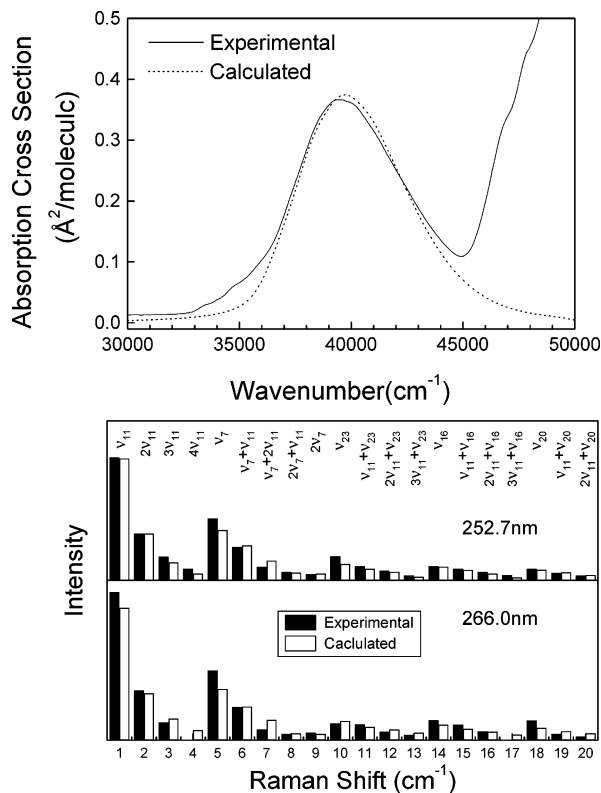 0.5
0.4
0.3
0.2
0.1
0.0
Absorption Cross Section
(Å²/moleculc)
Experimental
Calculated
30000 35000 40000 45000 50000
Wavenumber(cm⁻¹)
ν₁₁ 2ν₁₁ 3ν₁₁ 4ν₁₁ ν₇ ν₇+ν₁₁ ν₇+2ν₁₁ 2ν₇+ν₁₁ 2ν₇ ν₂₃ ν₁₁+ν₂₃ 2ν₁₁+ν₂₃ 3ν₁₁+ν₂₃ ν₁₆ ν₁₁+ν₁₆ 2ν₁₁+ν₁₆ 3ν₁₁+ν₁₆ ν₂₀ ν₁₁+ν₂₀ 2ν₁₁+ν₂₀
252.7nm
Intensity
Experimental
Caclulated
266.0nm
1 2 3 4 5 6 7 8 9 10 11 12 13 14 15 16 17 18 19 20
Raman Shift (cm⁻¹)